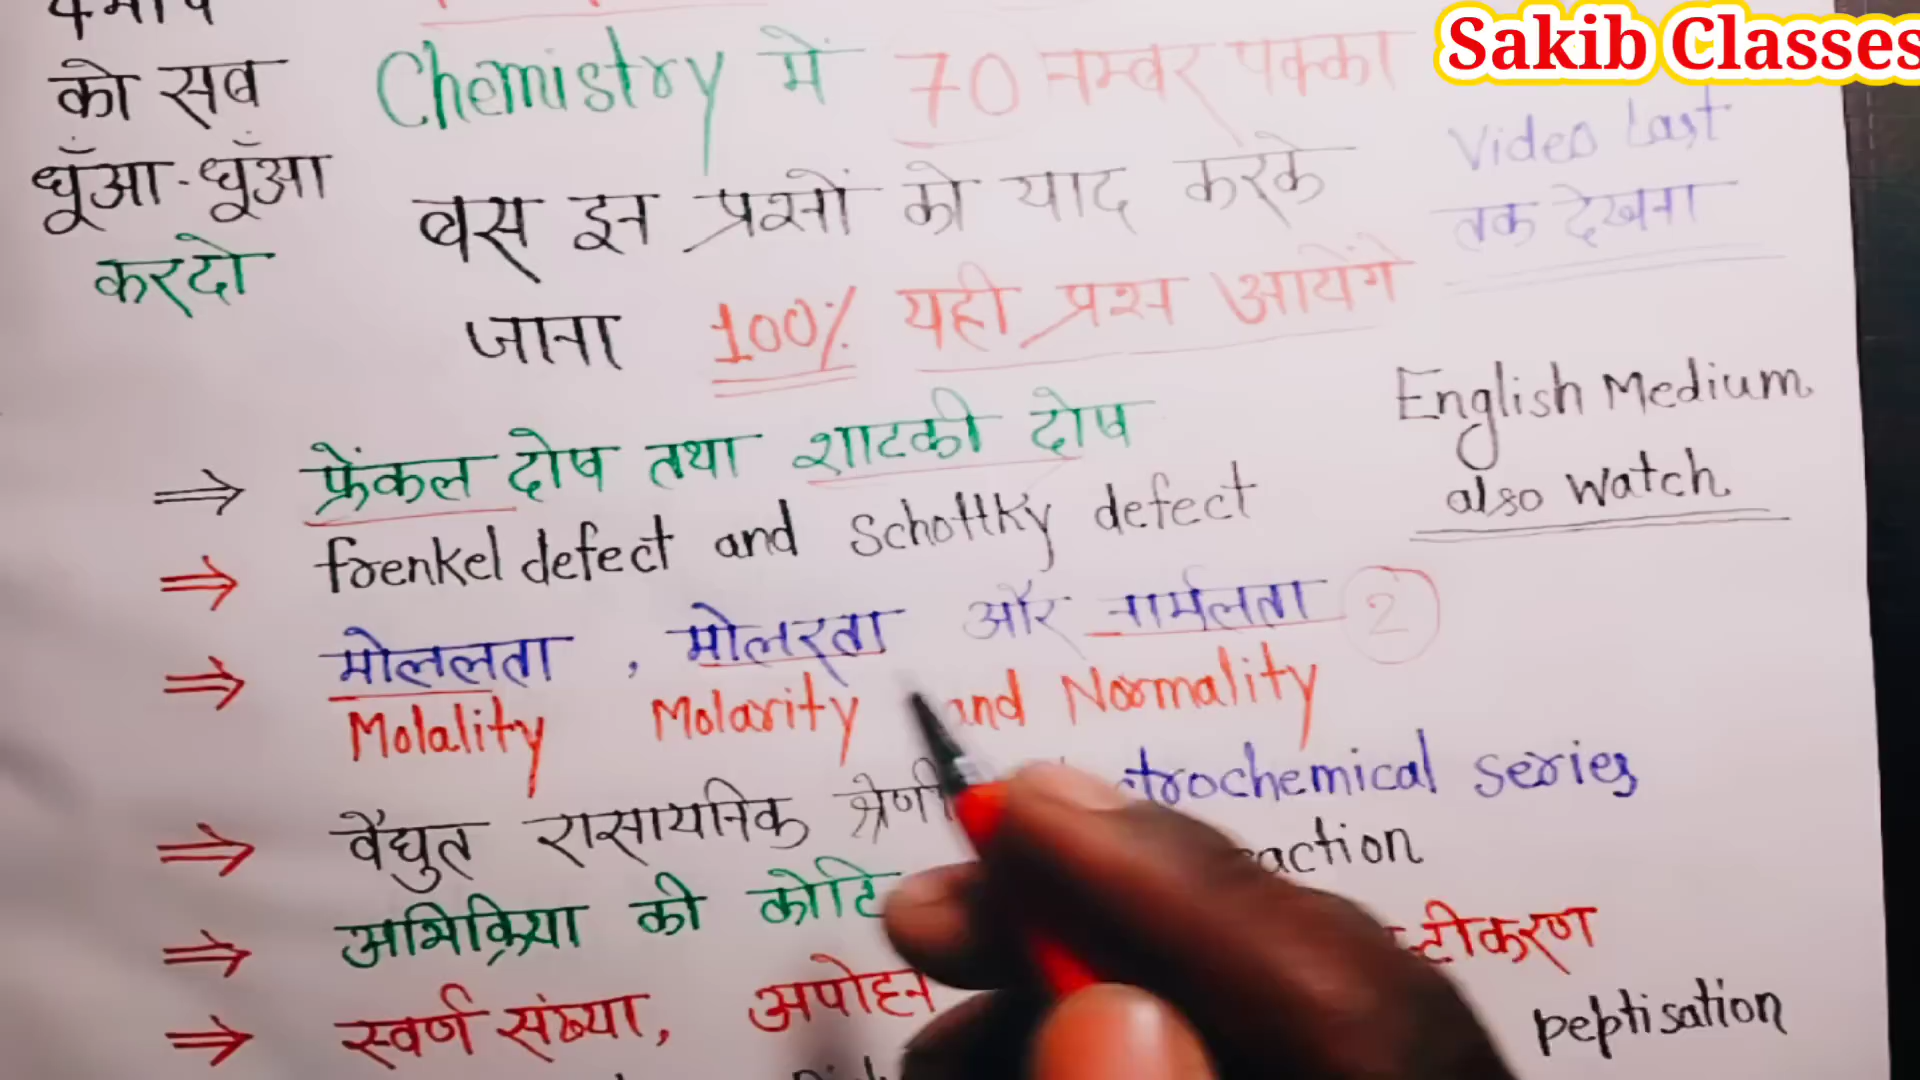 Sakib Classes
को सब
धूँआ-धूँआ
करदो
Chemistry में 70 नम्बर पक्का
बस इन प्रश्नों को याद करके
जाना 100% यही प्रश्न आयेंगे
Video Last
तक देखना
English Medium
also watch
⇒ फ्रेंकल दोष तथा शाटकी दोष
⇒ frenkel defect and Schottky defect
⇒ मोललता , मोलरता और नार्मलता 2
Molality Molarity and Normality
⇒ वैद्युत रासायनिक श्रेणी trochemical series
⇒ अभिक्रिया की कोटि action
⇒ स्वर्ण संख्या, अपोहन टीकरण
peptisation